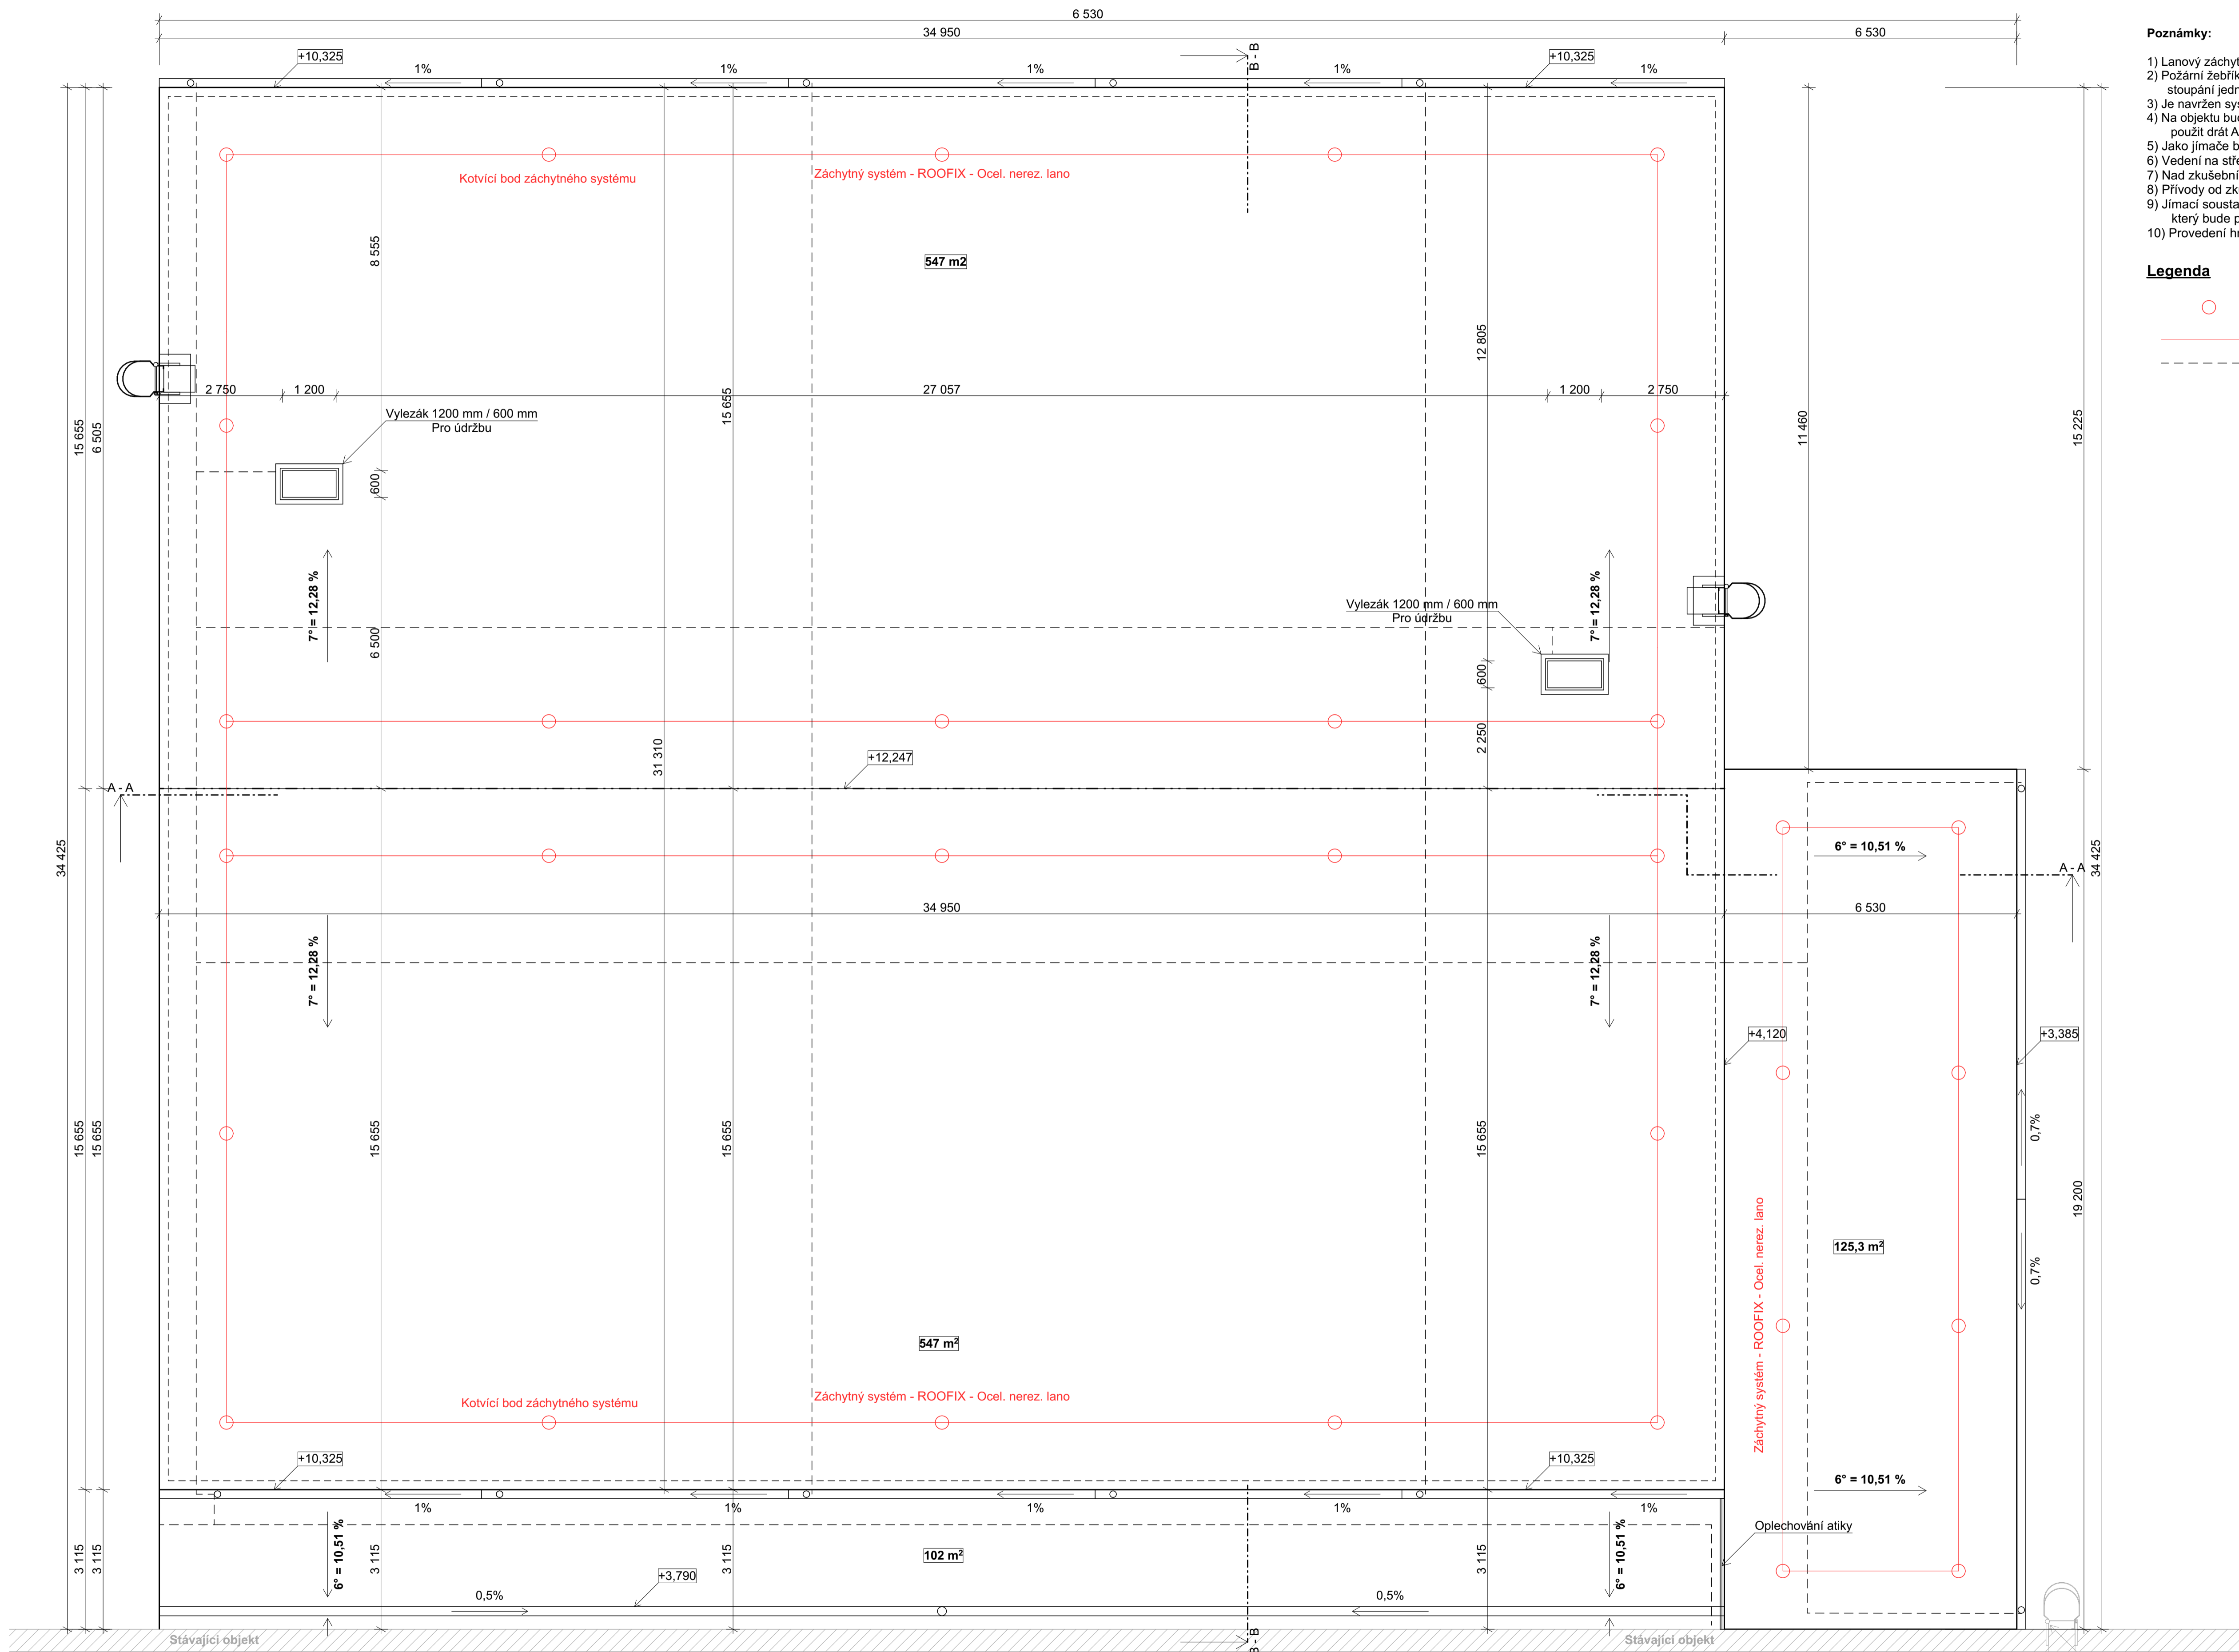 6 530
34 950
6 530
+10,325
1%
1%
1%
B - B
1%
+10,325
1%
Poznámky:
1) Lanový záchyt
2) Požární žebřík
stoupání jedn
3) Je navržen sys
4) Na objektu bud
použit drát A
5) Jako jímače b
6) Vedení na stře
7) Nad zkušební
8) Přívody od zk
9) Jímací sousta
který bude p
10) Provedení hr
Legenda
Kotvící bod záchytného systému
Záchytný systém - ROOFIX - Ocel. nerez. lano
8 555
547 m2
12 805
2 750
1 200
27 057
1 200
2 750
15 655
15 655
6 505
11 460
15 225
Vylezák 1200 mm / 600 mm
Pro údržbu
600
7° = 12,28 %
6 500
Vylezák 1200 mm / 600 mm
Pro údržbu
7° = 12,28 %
600
31 310
2 250
+12,247
A - A
34 425
6° = 10,51 %
A - A
34 425
34 950
6 530
7° = 12,28 %
7° = 12,28 %
+4,120
+3,385
15 655
15 655
15 655
15 655
15 655
0,7%
19 200
125,3 m²
0,7%
Záchytný systém - ROOFIX - Ocel. nerez. lano
547 m²
Kotvící bod záchytného systému
Záchytný systém - ROOFIX - Ocel. nerez. lano
+10,325
+10,325
6° = 10,51 %
1%
1%
1%
1%
1%
Oplechování atiky
3 115
3 115
6° = 10,51 %
3 115
3 115
102 m²
3 115
6° = 10,51 %
+3,790
0,5%
0,5%
Stávající objekt
B - B
Stávající objekt